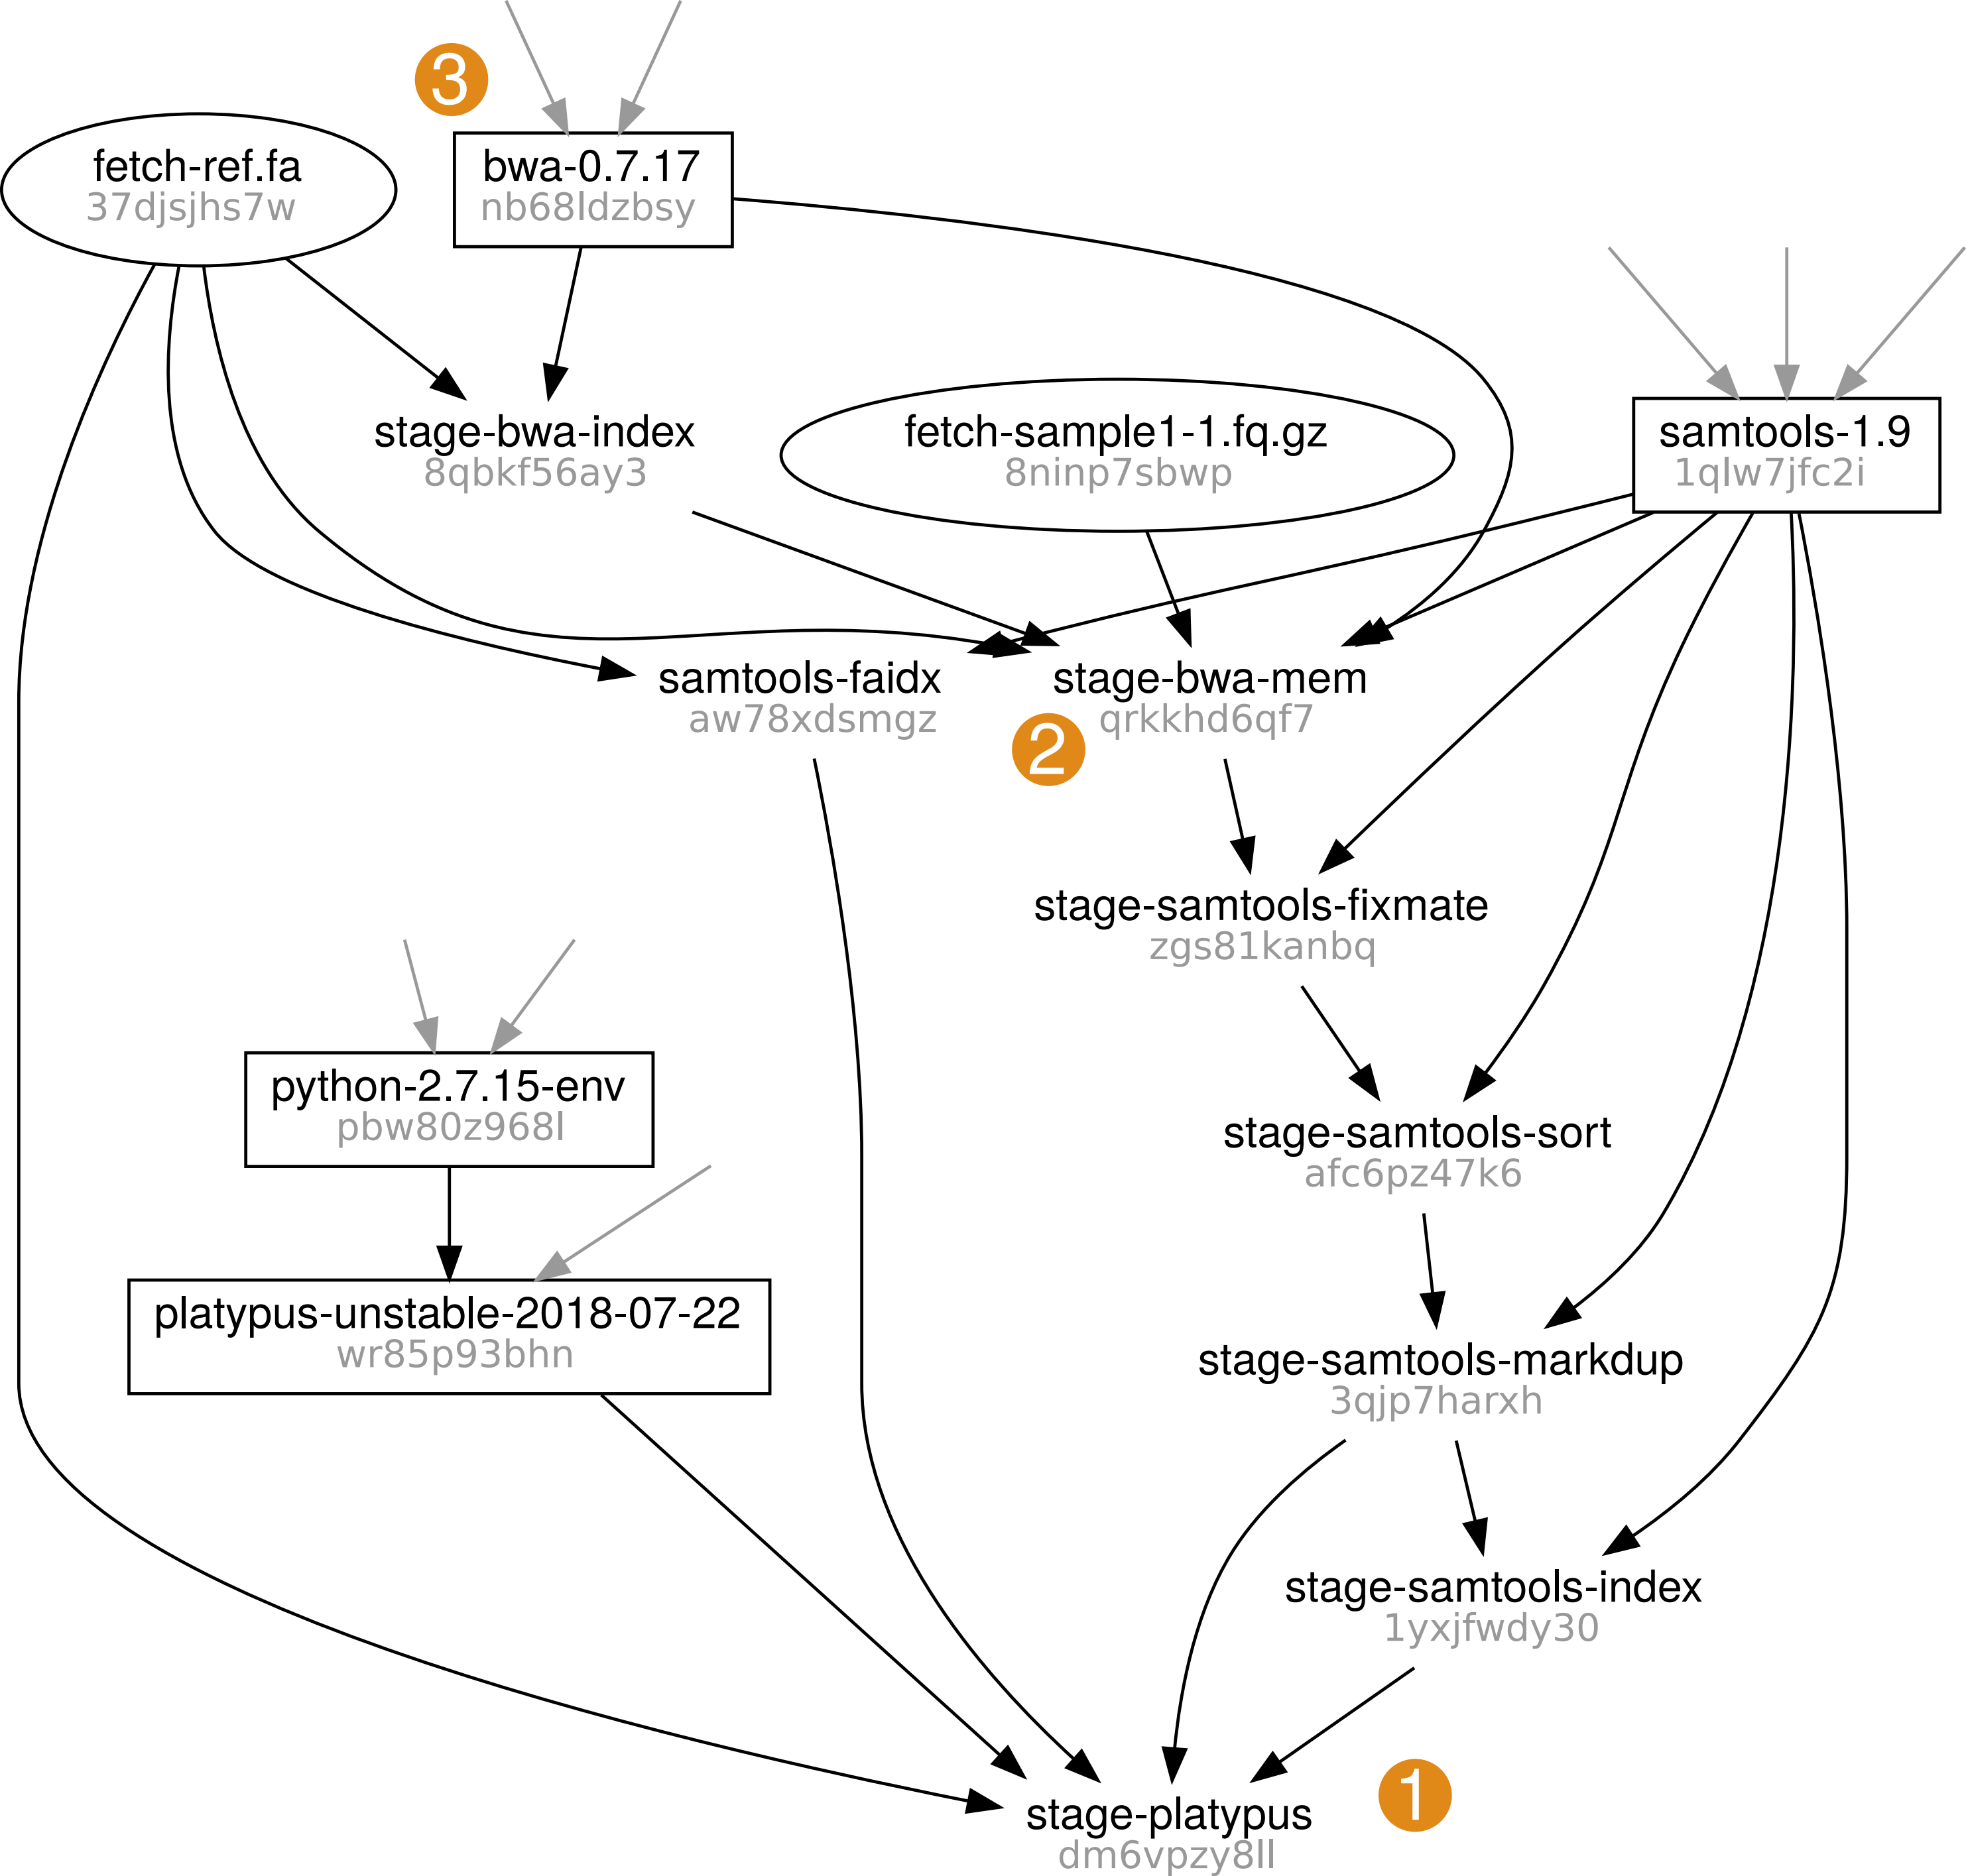 3
fetch-ref.fa
37djsjhs7w
bwa-0.7.17
nb68ldzbsy
stage-bwa-index
8qbkf56ay3
fetch-sample1-1.fq.gz
8ninp7sbwp
samtools-1.9
1qlw7jfc2i
samtools-faidx
aw78xdsmgz
stage-bwa-mem
qrkkhd6qf7
2
stage-samtools-fixmate
zgs81kanbq
python-2.7.15-env
pbw80z968l
stage-samtools-sort
afc6pz47k6
platypus-unstable-2018-07-22
wr85p93bhn
stage-samtools-markdup
3qjp7harxh
stage-samtools-index
1yxjfwdy30
stage-platypus
dm6vpzy8ll
1